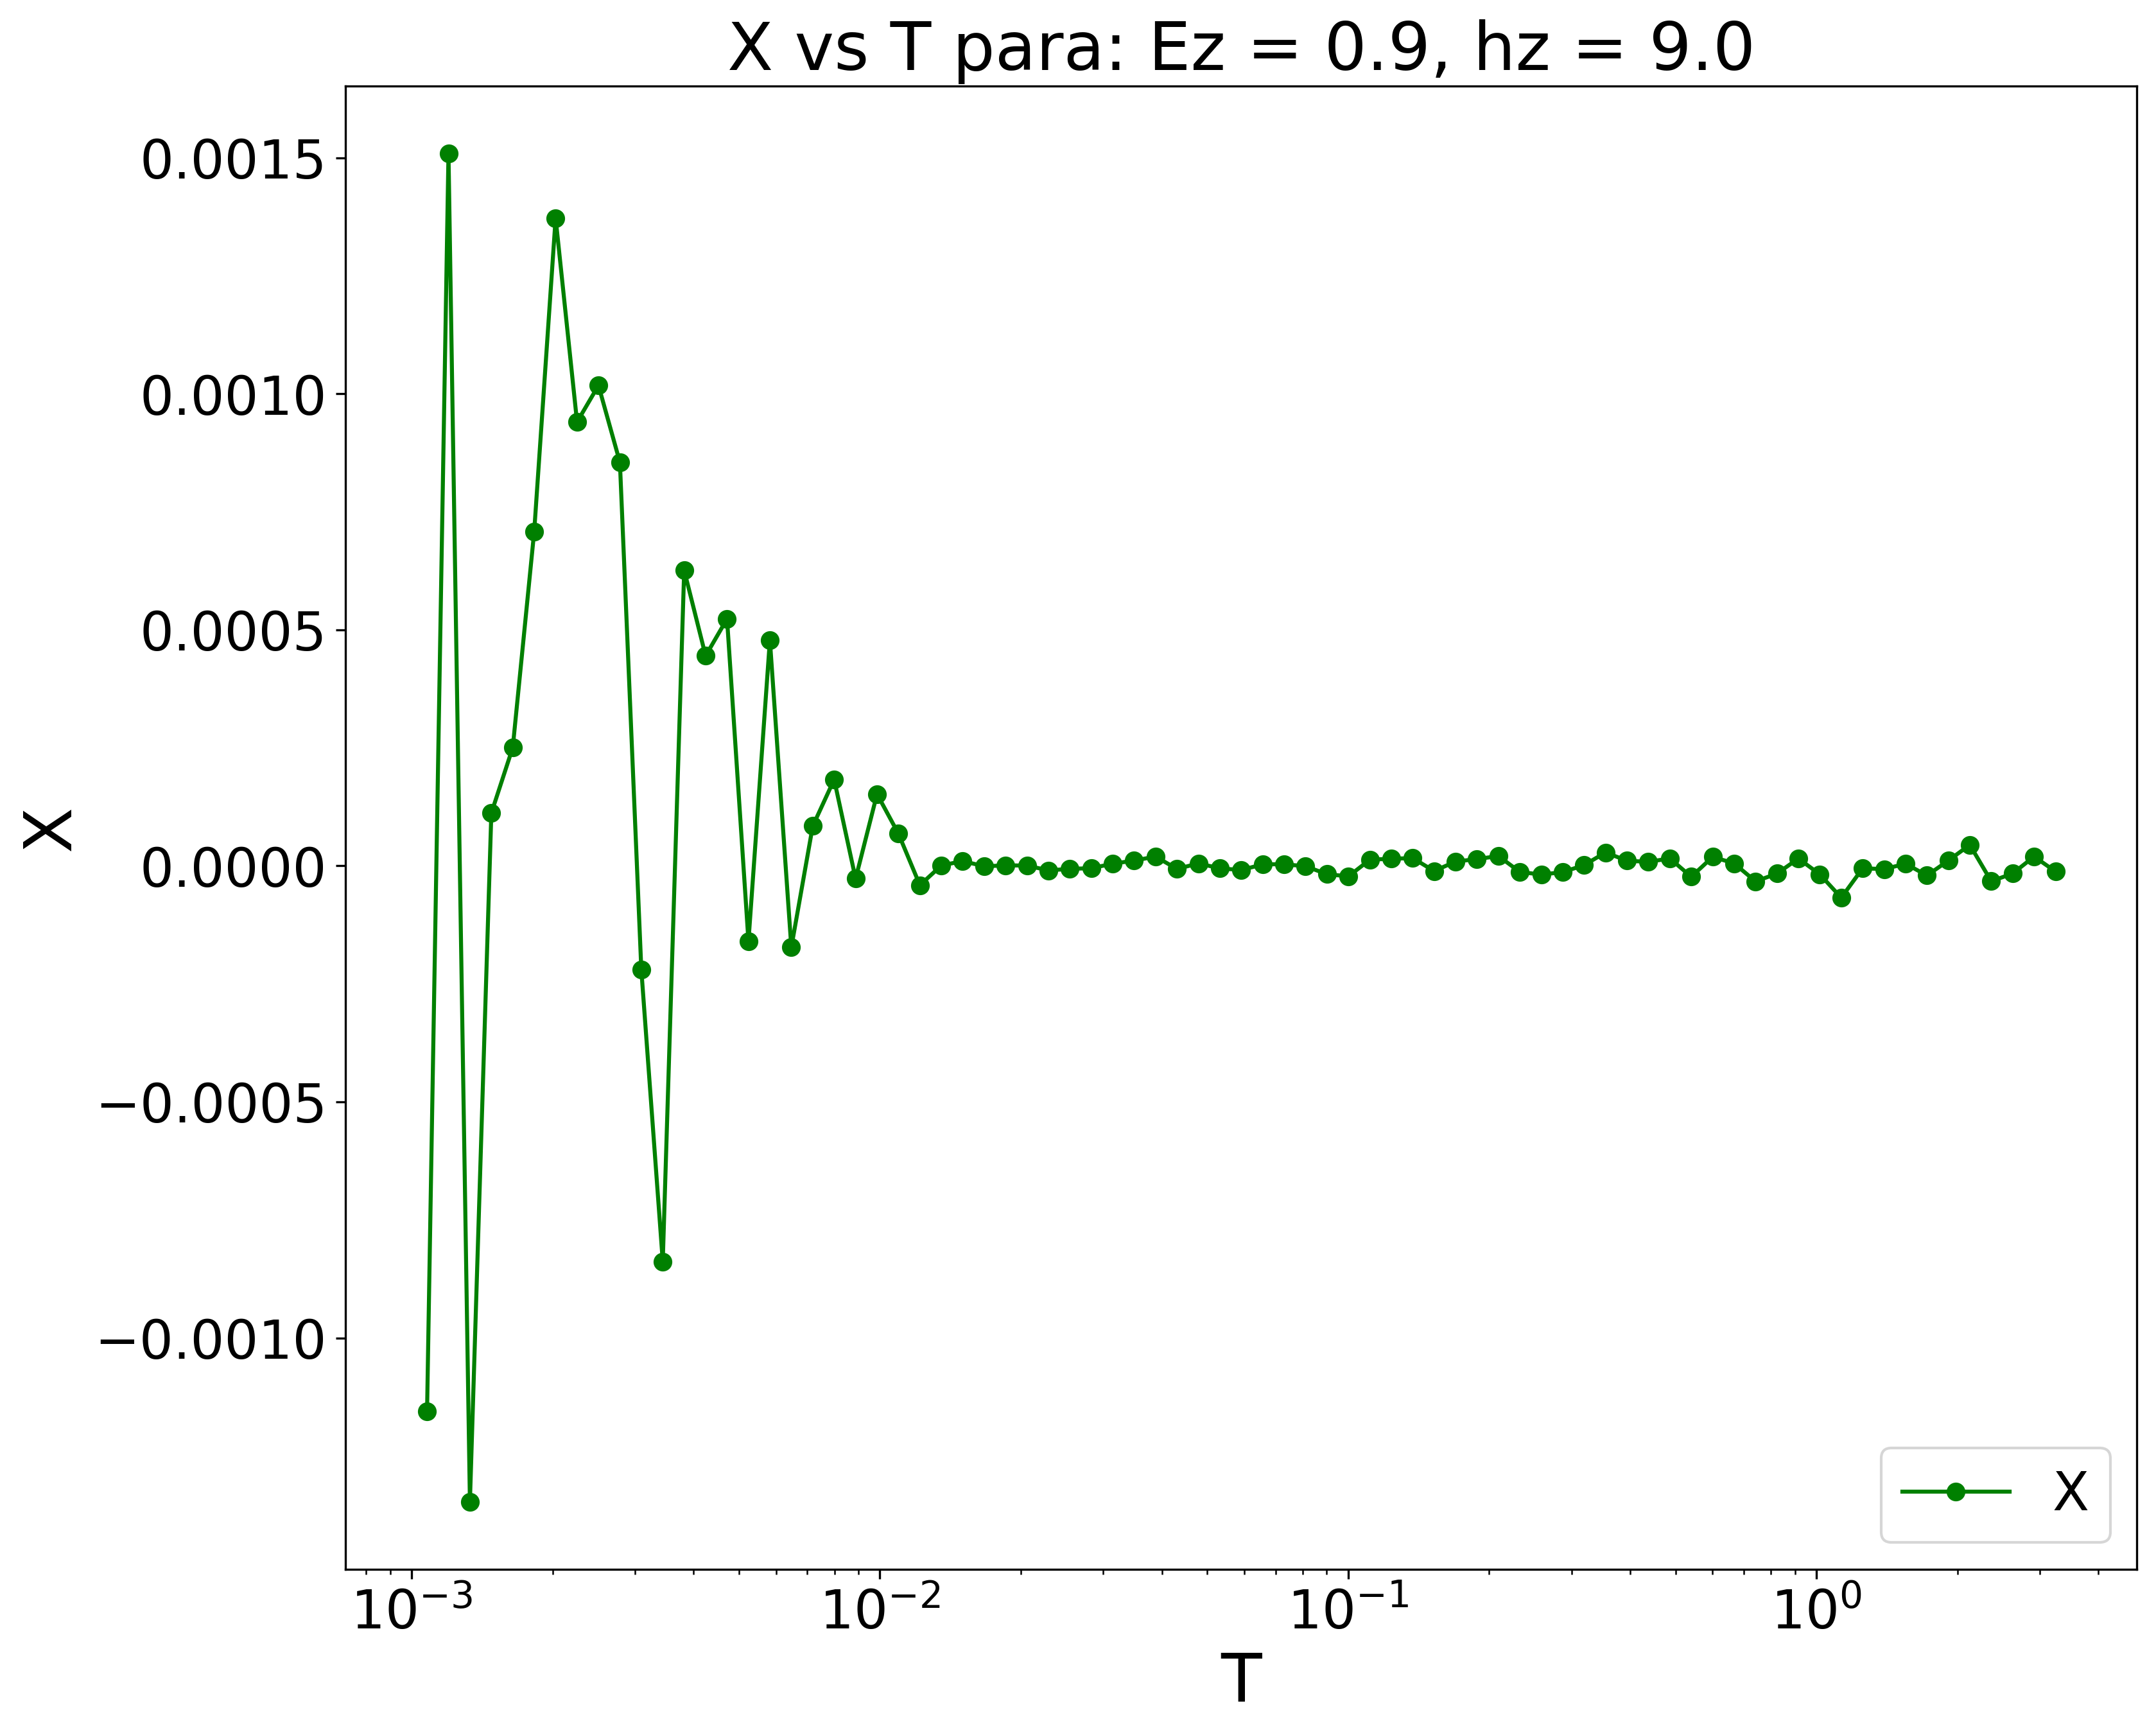 X vs T para: Ez = 0.9, hz = 9.0
0.0015
0.0010
0.0005
0.0000
−0.0005
−0.0010
X
X
10⁻³ 10⁻² 10⁻¹ 10⁰
T